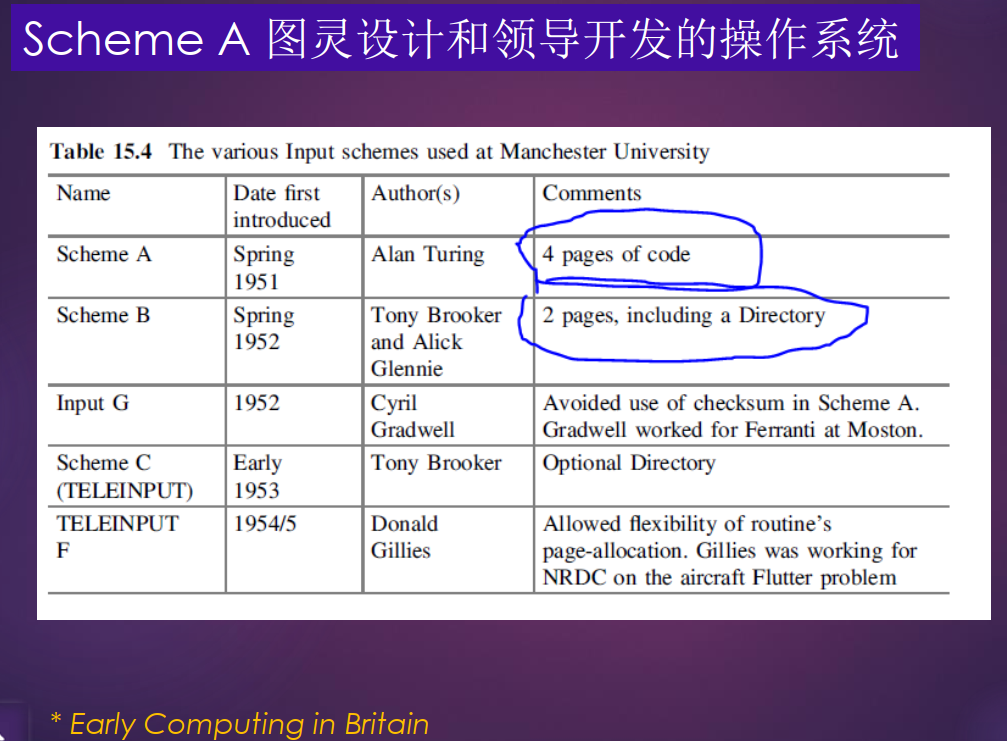 Scheme A 图灵设计和领导开发的操作系统
Table 15.4 The various Input schemes used at Manchester University
Name Date first introduced Author(s) Comments
Scheme A Spring 1951 Alan Turing 4 pages of code
Scheme B Spring 1952 Tony Brooker and Alick Glennie 2 pages, including a Directory
Input G 1952 Cyril Gradwell Avoided use of checksum in Scheme A. Gradwell worked for Ferranti at Moston.
Scheme C (TELEINPUT) Early 1953 Tony Brooker Optional Directory
TELEINPUT F 1954/5 Donald Gillies Allowed flexibility of routine's page-allocation. Gillies was working for NRDC on the aircraft Flutter problem
* Early Computing in Britain